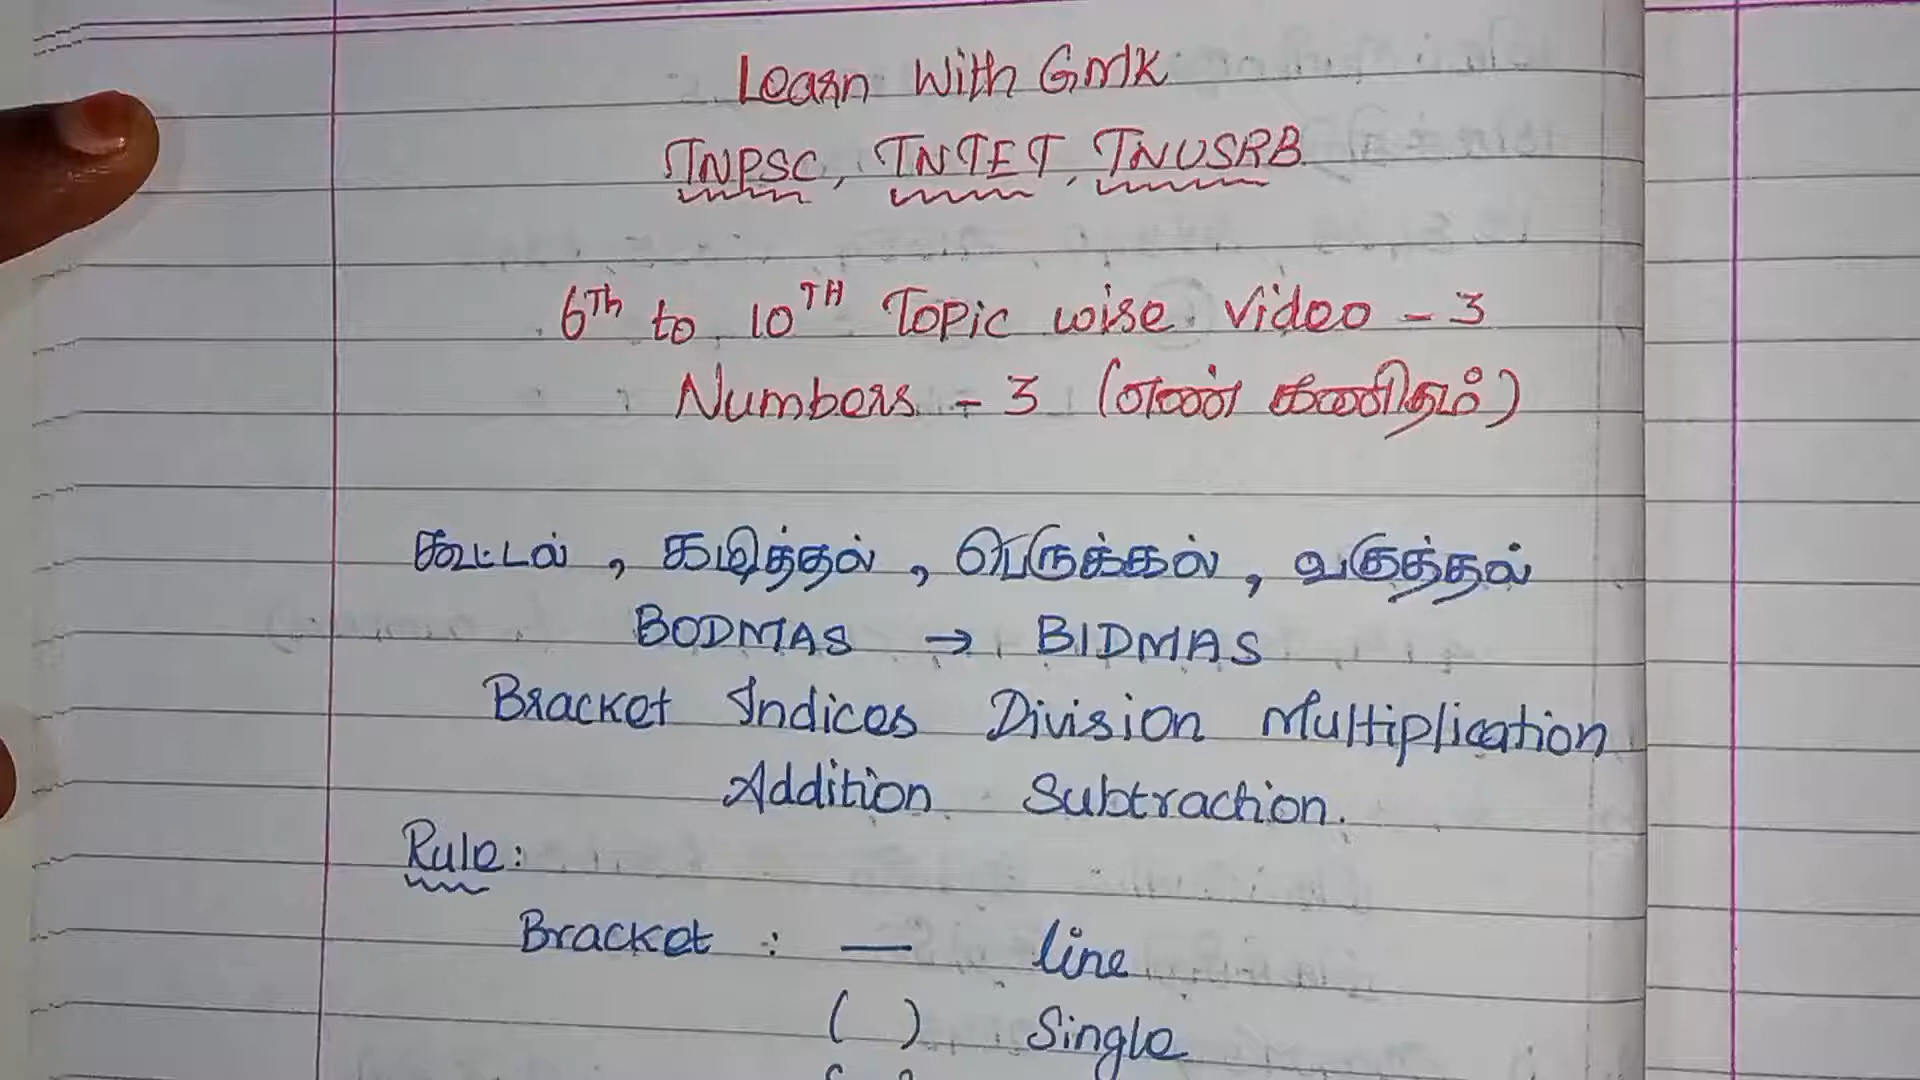 Learn With GMK
TNPSC, TNTET, TNUSRB
6Th to 10TH Topic wise Video - 3
Numbers - 3 (எண் கணிதம்)
கூட்டல் , கழித்தல் , பெருக்கல் , வகுத்தல்
BODMAS → BIDMAS
Bracket Indices Division Multiplication
Addition Subtraction.
Rule:
Bracket : — line
( ) Single